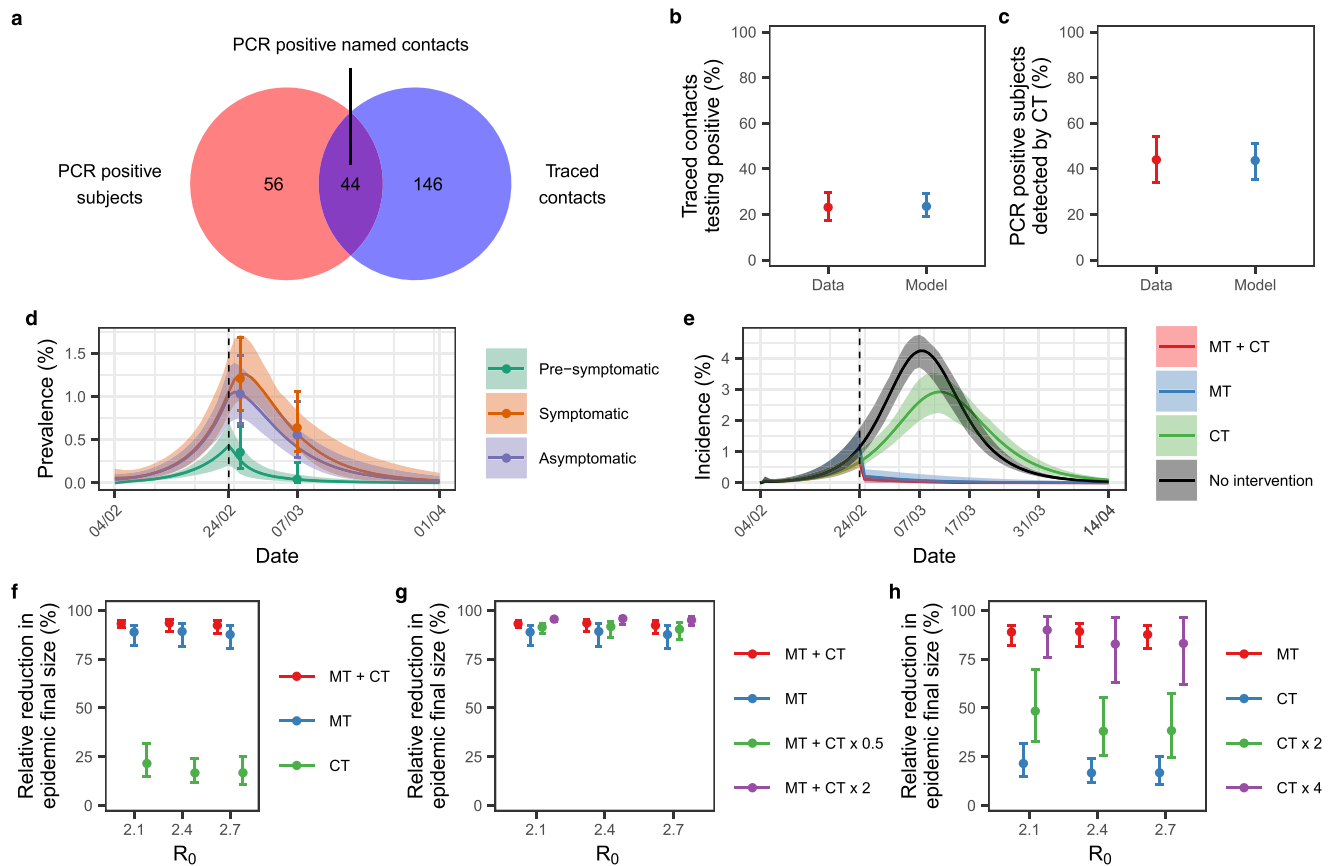 a
PCR positive named contacts
PCR positive
subjects
56
44
146
Traced
contacts
b
Traced contacts
testing positive (%)
100
80
60
40
20
0
Data
Model
c
PCR positive subjects
detected by CT (%)
100
80
60
40
20
0
Data
Model
d
Prevalence (%)
1.5
1.0
0.5
0.0
04/02
24/02
07/03
01/04
Date
Pre−symptomatic
Symptomatic
Asymptomatic
e
Incidence (%)
4
3
2
1
0
04/02
24/02
07/03
17/03
31/03
14/04
Date
MT + CT
MT
CT
No intervention
f
Relative reduction in
epidemic final size (%)
100
75
50
25
0
2.1
2.4
2.7
R0
MT + CT
MT
CT
g
Relative reduction in
epidemic final size (%)
100
75
50
25
0
2.1
2.4
2.7
R0
MT + CT
MT
MT + CT x 0.5
MT + CT x 2
h
Relative reduction in
epidemic final size (%)
100
75
50
25
0
2.1
2.4
2.7
R0
MT
CT
CT x 2
CT x 4